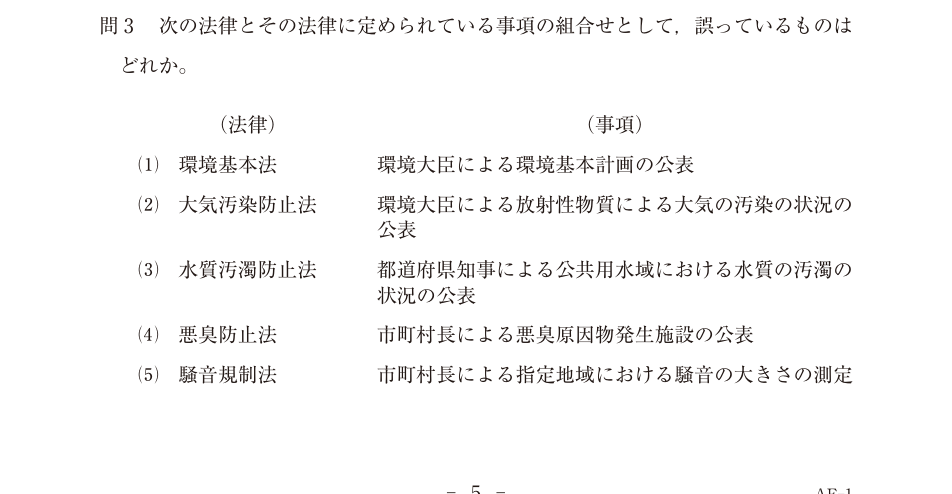 問3 次の法律とその法律に定められている事項の組合せとして，誤っているものは
どれか。
（法律） （事項）
⑴ 環境基本法 環境大臣による環境基本計画の公表
⑵ 大気汚染防止法 環境大臣による放射性物質による大気の汚染の状況の
公表
⑶ 水質汚濁防止法 都道府県知事による公共用水域における水質の汚濁の
状況の公表
⑷ 悪臭防止法 市町村長による悪臭原因物発生施設の公表
⑸ 騒音規制法 市町村長による指定地域における騒音の大きさの測定
− 5 −